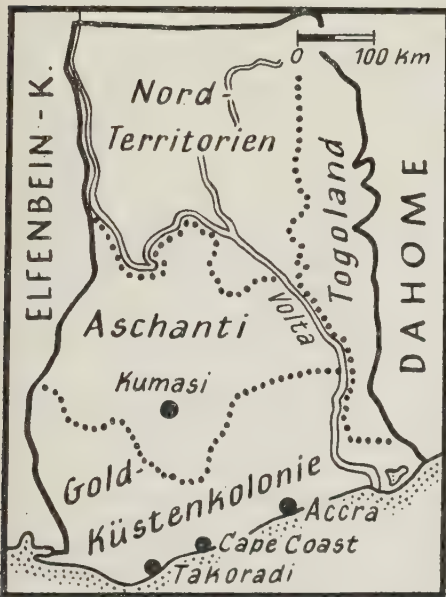 0 100 Km
Nord-
Territorien
ELFENBEIN-K.
Togoland
DAHOME
Volta
Aschanti
Kumasi
Gold
Küstenkolonie
Accra
Cape Coast
Takoradi